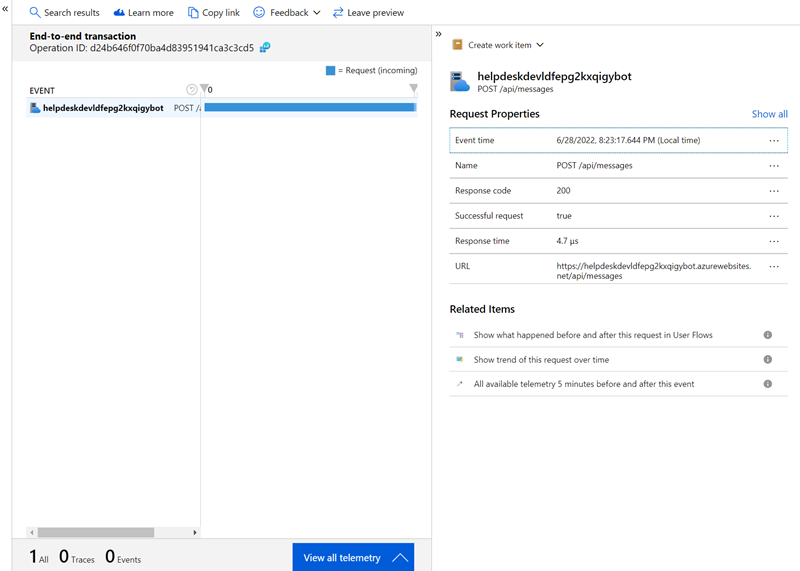 «
Search results Learn more Copy link Feedback Leave preview
End-to-end transaction
Operation ID: d24b646f0f70ba4d83951941ca3c3cd5
= Request (incoming)
EVENT 0
helpdeskdevldfepg2kxqigybot POST /a
1 All 0 Traces 0 Events
View all telemetry
»
Create work item
helpdeskdevldfepg2kxqigybot
POST /api/messages
Request Properties Show all
Event time 6/28/2022, 8:23:17.644 PM (Local time) ...
Name POST /api/messages ...
Response code 200 ...
Successful request true ...
Response time 4.7 µs ...
URL https://helpdeskdevldfepg2kxqigybot.azurewebsites. ...
net/api/messages
Related Items
Show what happened before and after this request in User Flows
Show trend of this request over time
All available telemetry 5 minutes before and after this event